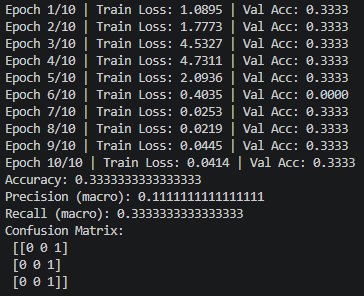 Epoch 1/10 | Train Loss: 1.0895 | Val Acc: 0.3333
Epoch 2/10 | Train Loss: 1.7773 | Val Acc: 0.3333
Epoch 3/10 | Train Loss: 4.5327 | Val Acc: 0.3333
Epoch 4/10 | Train Loss: 4.7311 | Val Acc: 0.3333
Epoch 5/10 | Train Loss: 2.0936 | Val Acc: 0.3333
Epoch 6/10 | Train Loss: 0.4035 | Val Acc: 0.0000
Epoch 7/10 | Train Loss: 0.0253 | Val Acc: 0.3333
Epoch 8/10 | Train Loss: 0.0219 | Val Acc: 0.3333
Epoch 9/10 | Train Loss: 0.0445 | Val Acc: 0.3333
Epoch 10/10 | Train Loss: 0.0414 | Val Acc: 0.3333
Accuracy: 0.3333333333333333
Precision (macro): 0.1111111111111111
Recall (macro): 0.3333333333333333
Confusion Matrix:
 [[0 0 1]
 [0 0 1]
 [0 0 1]]